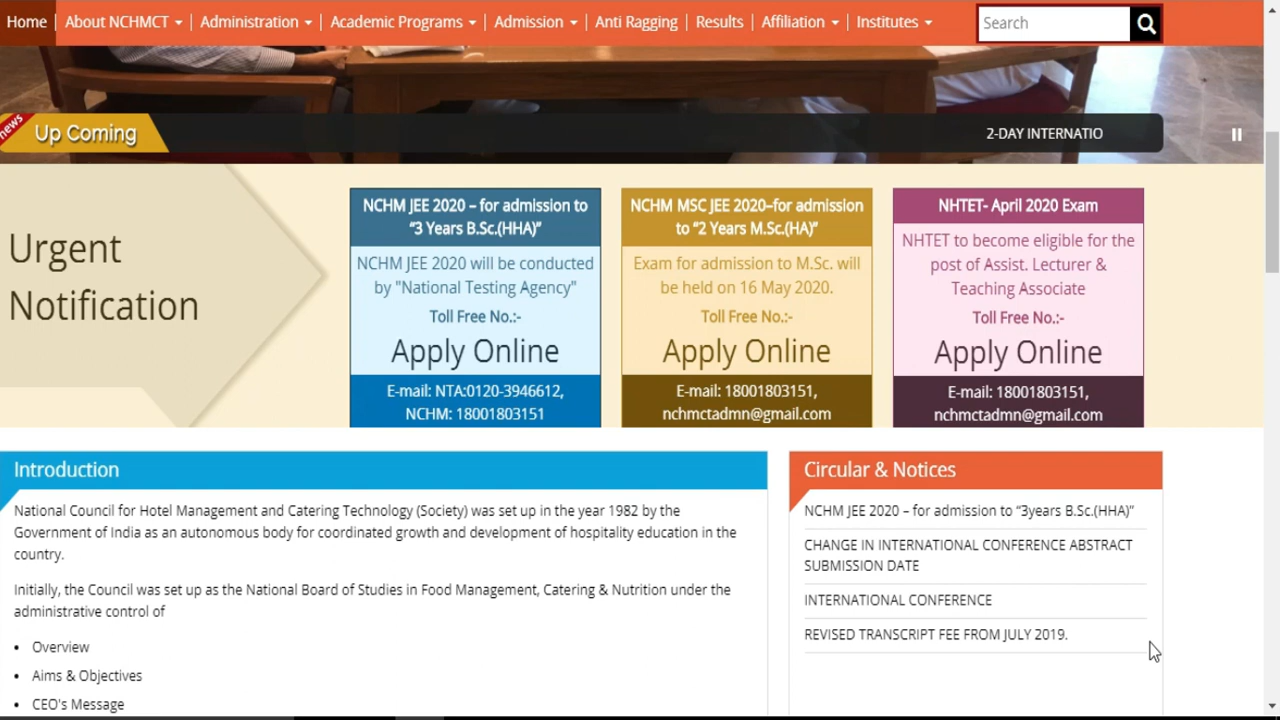 Home About NCHMCT Administration Academic Programs Admission Anti Ragging Results Affiliation Institutes Search
news
Up Coming
2-DAY INTERNATIO
Urgent
Notification
NCHM JEE 2020 – for admission to
“3 Years B.Sc.(HHA)”
NCHM JEE 2020 will be conducted
by "National Testing Agency"
Toll Free No.:-
Apply Online
E-mail: NTA:0120-3946612,
NCHM: 18001803151
NCHM MSC JEE 2020–for admission
to “2 Years M.Sc.(HA)”
Exam for admission to M.Sc. will
be held on 16 May 2020.
Toll Free No.:-
Apply Online
E-mail: 18001803151,
nchmctadmn@gmail.com
NHTET- April 2020 Exam
NHTET to become eligible for the
post of Assist. Lecturer &
Teaching Associate
Toll Free No.:-
Apply Online
E-mail: 18001803151,
nchmctadmn@gmail.com
Introduction
National Council for Hotel Management and Catering Technology (Society) was set up in the year 1982 by the
Government of India as an autonomous body for coordinated growth and development of hospitality education in the
country.
Initially, the Council was set up as the National Board of Studies in Food Management, Catering & Nutrition under the
administrative control of
• Overview
• Aims & Objectives
• CEO's Message
Circular & Notices
NCHM JEE 2020 – for admission to “3years B.Sc.(HHA)”
CHANGE IN INTERNATIONAL CONFERENCE ABSTRACT
SUBMISSION DATE
INTERNATIONAL CONFERENCE
REVISED TRANSCRIPT FEE FROM JULY 2019.